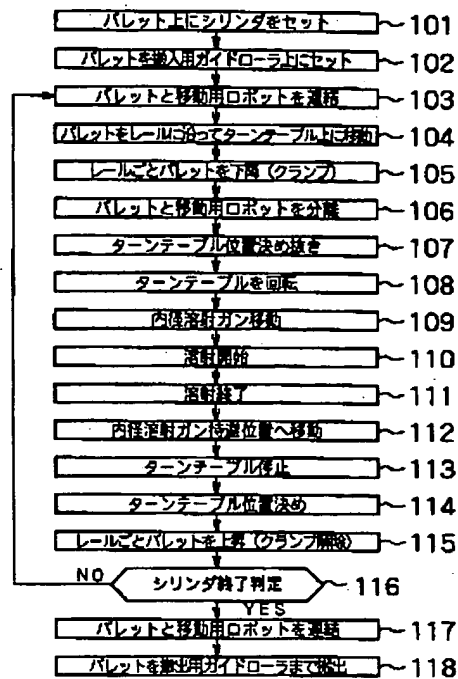 パレット上にシリンダをセット 101
パレットを搬入用ガイドローラ上にセット 102
パレットと移動用ロボットを連結 103
パレットをレールに沿ってターンテーブル上に移動 104
レールごとパレットを下降(クランプ) 105
パレットと移動用ロボットを分離 106
ターンテーブル位置決め抜き 107
ターンテーブルを回転 108
内径溶射ガン移動 109
溶射開始 110
溶射終了 111
内径溶射ガン待避位置へ移動 112
ターンテーブル停止 113
ターンテーブル位置決め 114
レールごとパレットを上昇(クランプ解除) 115
NO シリンダ終了判定 116
YES
パレットと移動用ロボットを連結 117
パレットを搬出用ガイドローラまで搬出 118